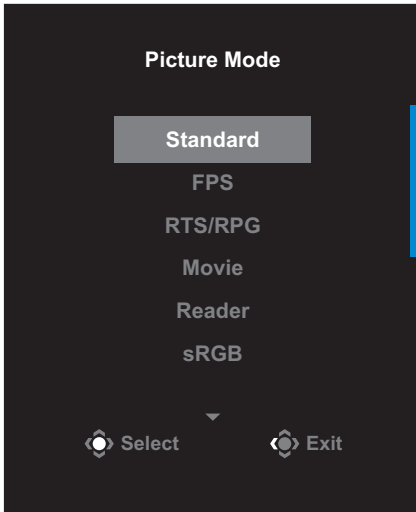 Picture Mode
Standard
FPS
RTS/RPG
Movie
Reader
sRGB
Select Exit